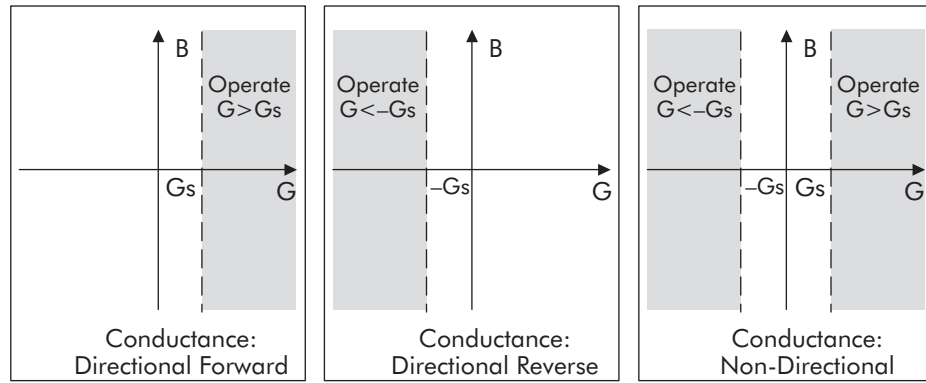 B
Operate
G>Gs
Gs
G
Conductance:
Directional Forward
B
Operate
G<–Gs
–Gs
G
Conductance:
Directional Reverse
B
Operate
G<–Gs
Operate
G>Gs
–Gs
Gs
G
Conductance:
Non-Directional